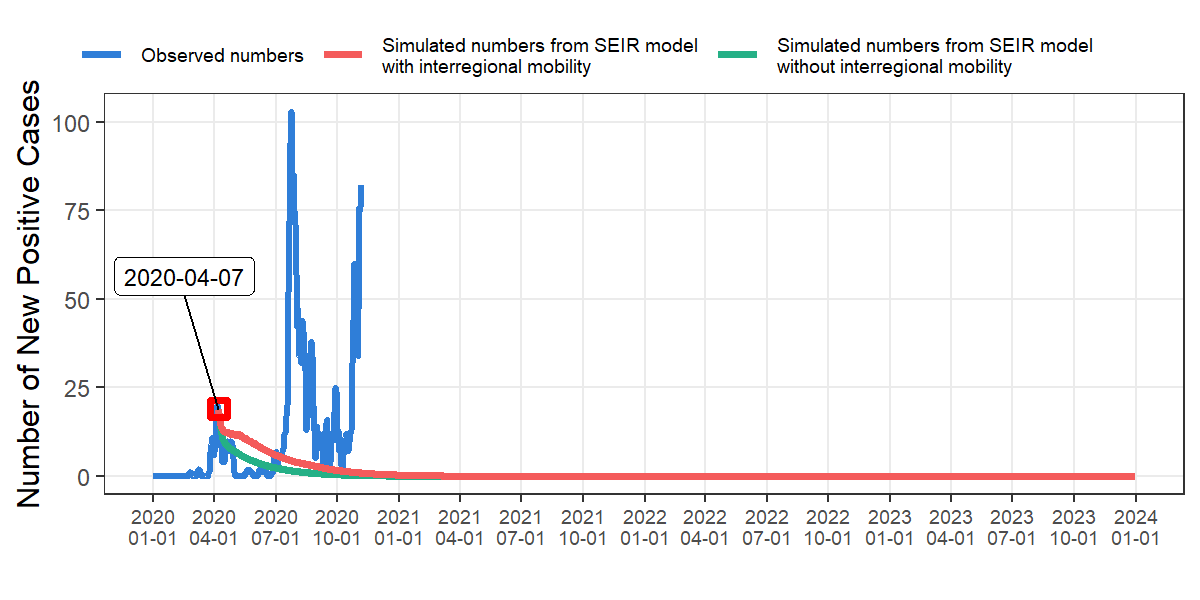 Observed numbers
Simulated numbers from SEIR model
with interregional mobility
Simulated numbers from SEIR model
without interregional mobility
Number of New Positive Cases
100
75
50
25
0
2020-04-07
2020 2020 2020 2020 2021 2021 2021 2021 2022 2022 2022 2022 2023 2023 2023 2023 2024
01-01 04-01 07-01 10-01 01-01 04-01 07-01 10-01 01-01 04-01 07-01 10-01 01-01 04-01 07-01 10-01 01-01